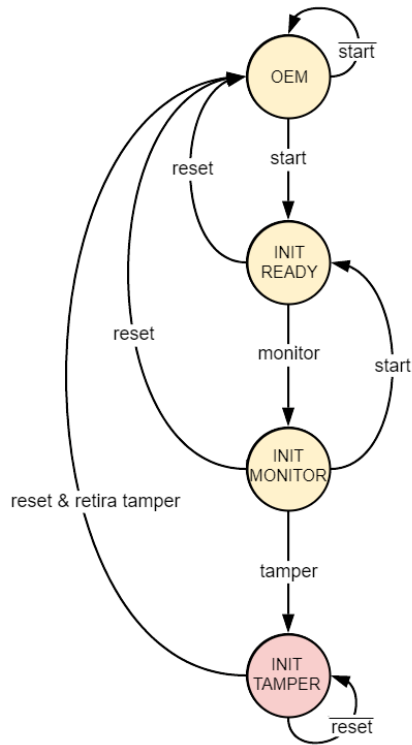 start
OEM
start
reset
INIT
READY
monitor
reset
start
INIT
MONITOR
reset & retira tamper
tamper
INIT
TAMPER
reset